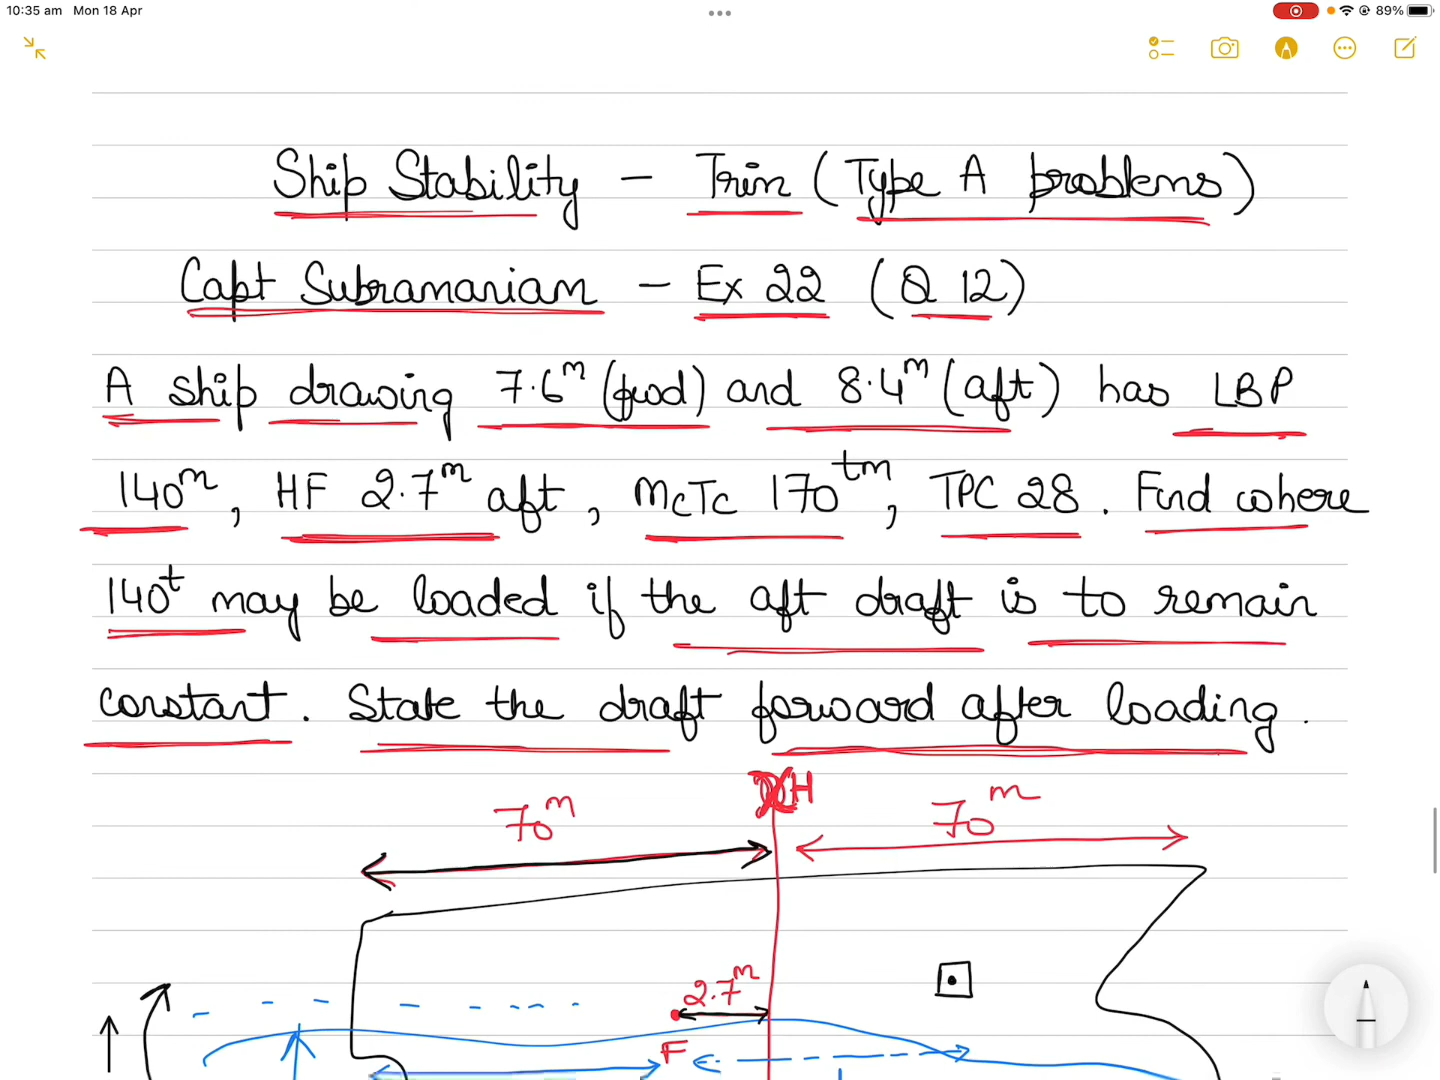 10:35 am Mon 18 Apr
89%
Ship Stability - Trim (Type A problems)
Capt Subramaniam - Ex 22 (Q 12)
A ship drawing 7.6m (fwd) and 8.4m (aft) has LBP
140m, HF 2.7m aft, MCTC 170tm, TPC 28. Find where
140t may be loaded if the aft draft is to remain
constant. State the draft forward after loading.
H
70m
70m
2.7m
F